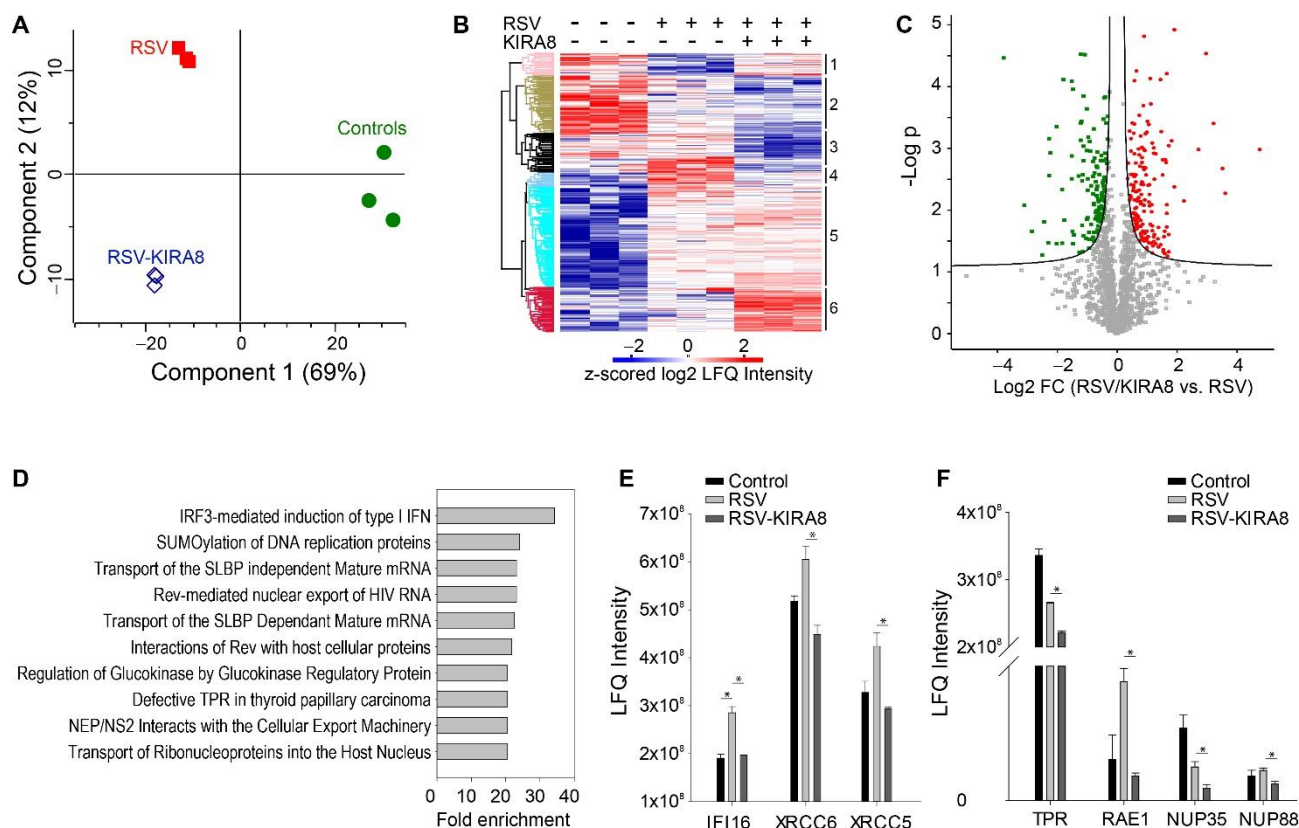 A
RSV
Controls
RSV-KIRA8
Component 2 (12%)
10
0
−10
−20
0
20
Component 1 (69%)
B
RSV − − − + + + + + +
KIRA8 − − − − − − + + +
1
2
3
4
5
6
−2 0 2
z-scored log2 LFQ Intensity
C
-Log p
5
4
3
2
1
0
−4 −2 0 2 4
Log2 FC (RSV/KIRA8 vs. RSV)
D
IRF3-mediated induction of type I IFN
SUMOylation of DNA replication proteins
Transport of the SLBP independent Mature mRNA
Rev-mediated nuclear export of HIV RNA
Transport of the SLBP Dependant Mature mRNA
Interactions of Rev with host cellular proteins
Regulation of Glucokinase by Glucokinase Regulatory Protein
Defective TPR in thyroid papillary carcinoma
NEP/NS2 Interacts with the Cellular Export Machinery
Transport of Ribonucleoproteins into the Host Nucleus
0 10 20 30 40
Fold enrichment
E
Control
RSV
RSV-KIRA8
LFQ Intensity
7x10⁸
6x10⁸
5x10⁸
4x10⁸
3x10⁸
2x10⁸
1x10⁸
* * * *
IFI16 XRCC6 XRCC5
F
Control
RSV
RSV-KIRA8
LFQ Intensity
4x10⁸
3x10⁸
2x10⁸
0
* * * *
TPR RAE1 NUP35 NUP88